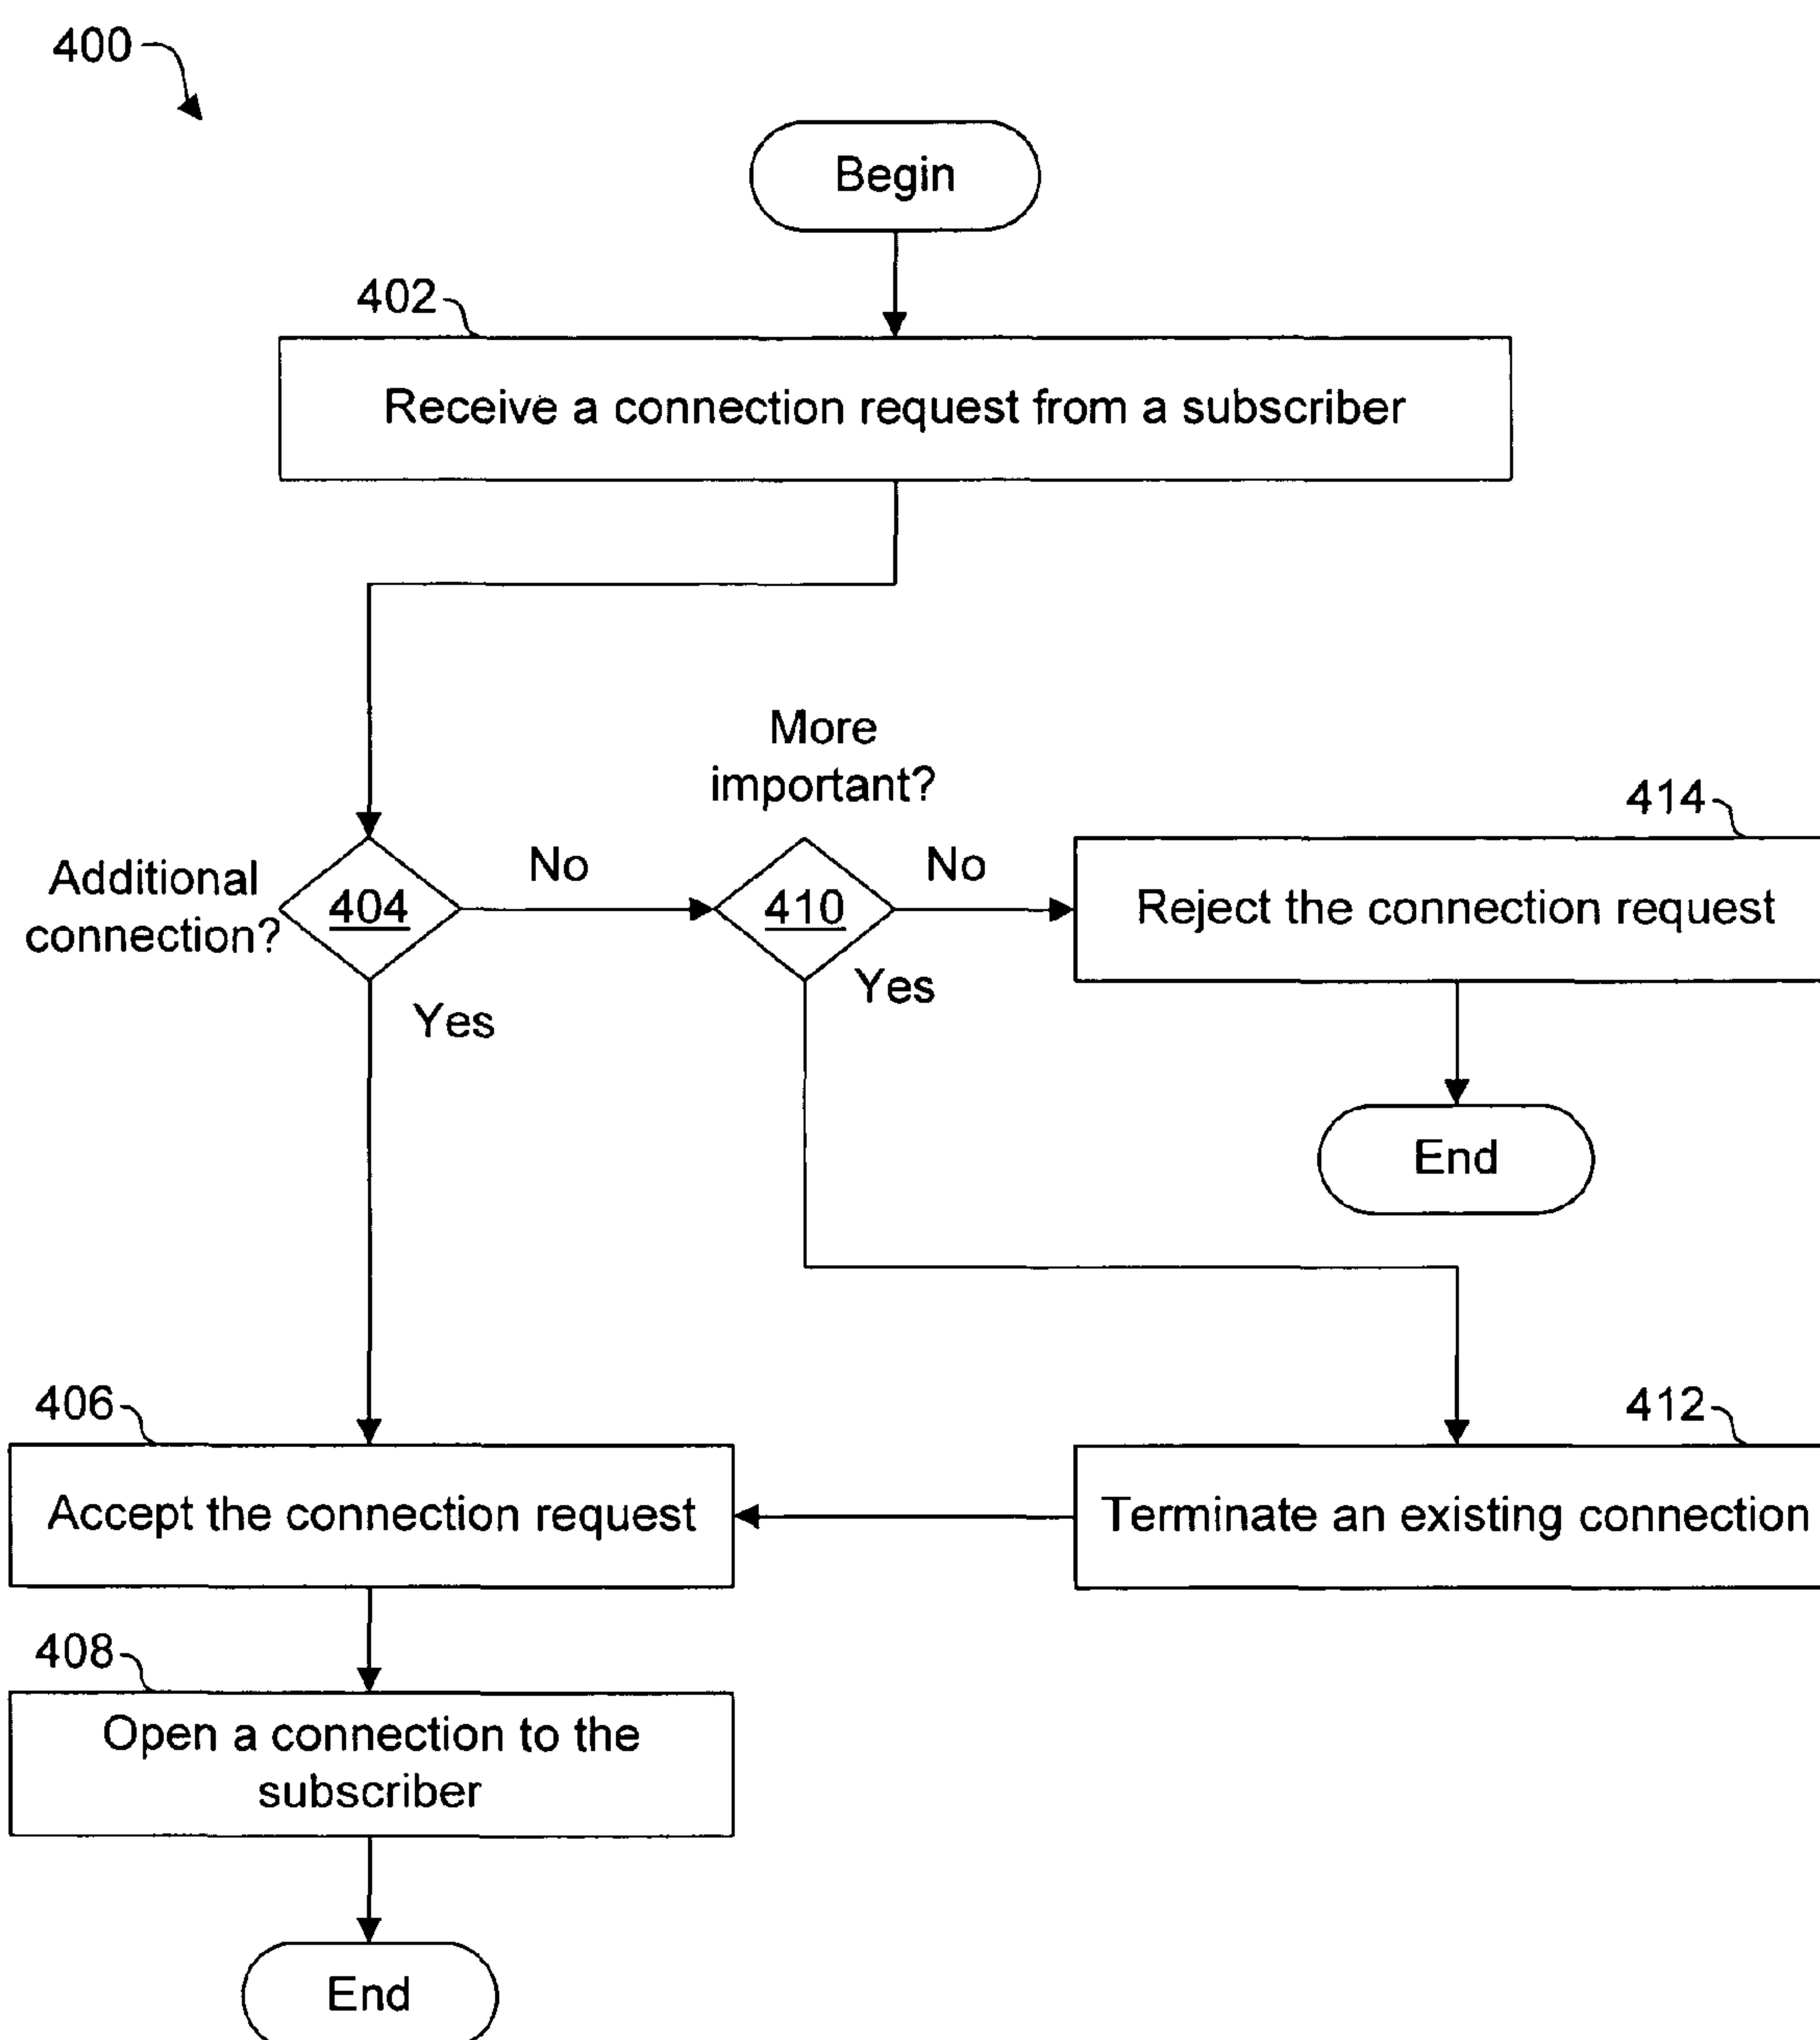 400
Begin
402
Receive a connection request from a subscriber
More
important?
414
Additional
connection?
404
No
410
No
Reject the connection request
Yes
Yes
End
406
412
Accept the connection request
Terminate an existing connection
408
Open a connection to the
subscriber
End